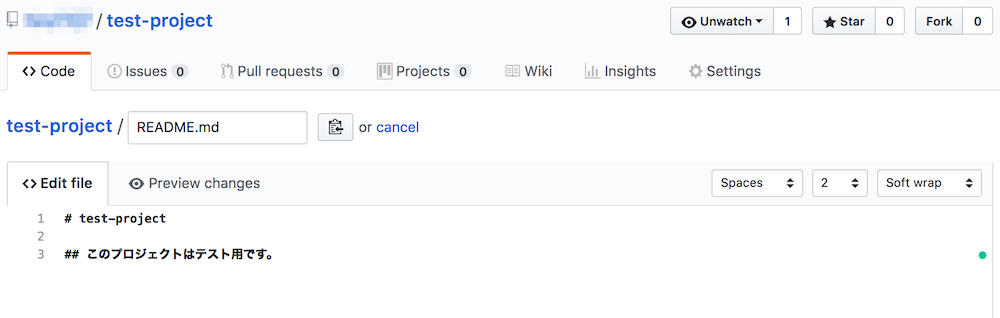 / test-project Unwatch 1 Star 0 Fork 0
Code Issues 0 Pull requests 0 Projects 0 Wiki Insights Settings
test-project / README.md or cancel
Edit file Preview changes Spaces 2 Soft wrap
1 # test-project
2
3 ## このプロジェクトはテスト用です。